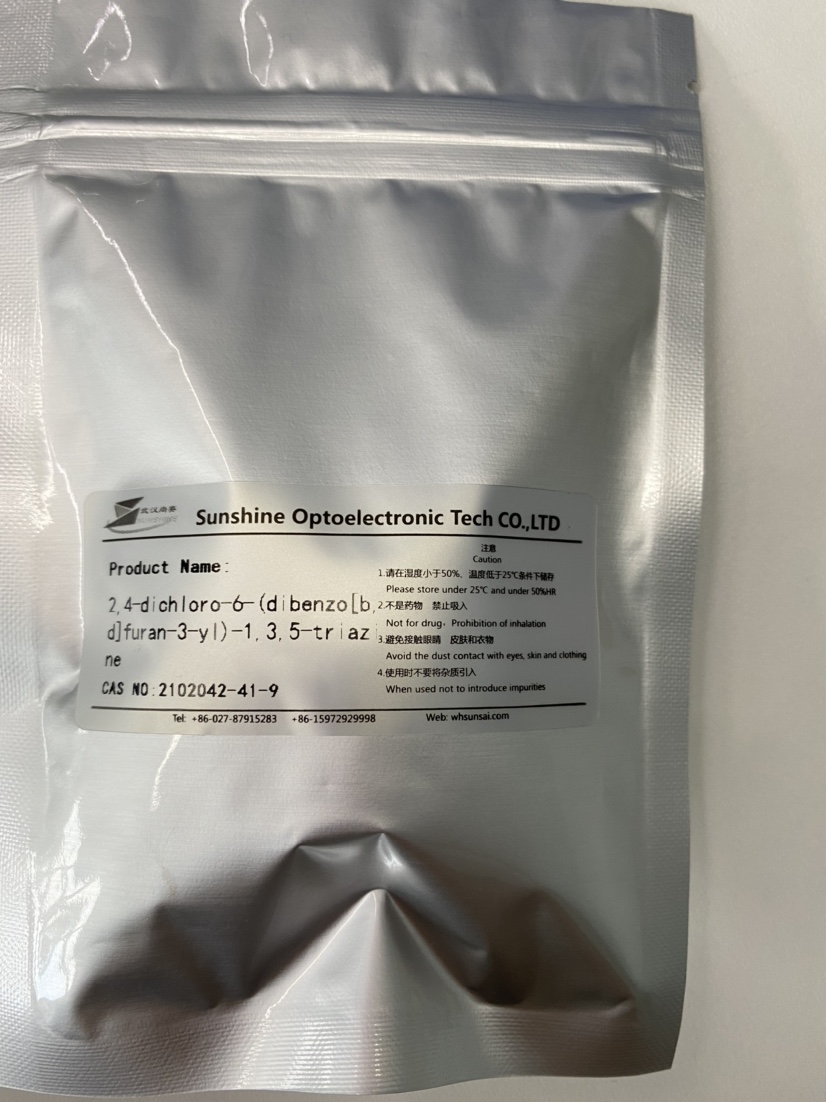 武汉尚赛
Sunshine Optoelectronic Tech CO.,LTD
Product Name:
2,4-dichloro-6-(dibenzo[b,
d]furan-3-yl)-1,3,5-triazi
ne
CAS NO:2102042-41-9
注意
Caution
1.请在湿度小于50%、温度低于25℃条件下储存
Please store under 25℃ and under 50%HR
2.不是药物 禁止吸入
Not for drug, Prohibition of inhalation
3.避免接触眼睛 皮肤和衣物
Avoid the dust contact with eyes, skin and clothing
4.使用时不要将杂质引入
When used not to introduce impurities
Tel: +86-027-87915283 +86-15972929998 Web: whsunsai.com